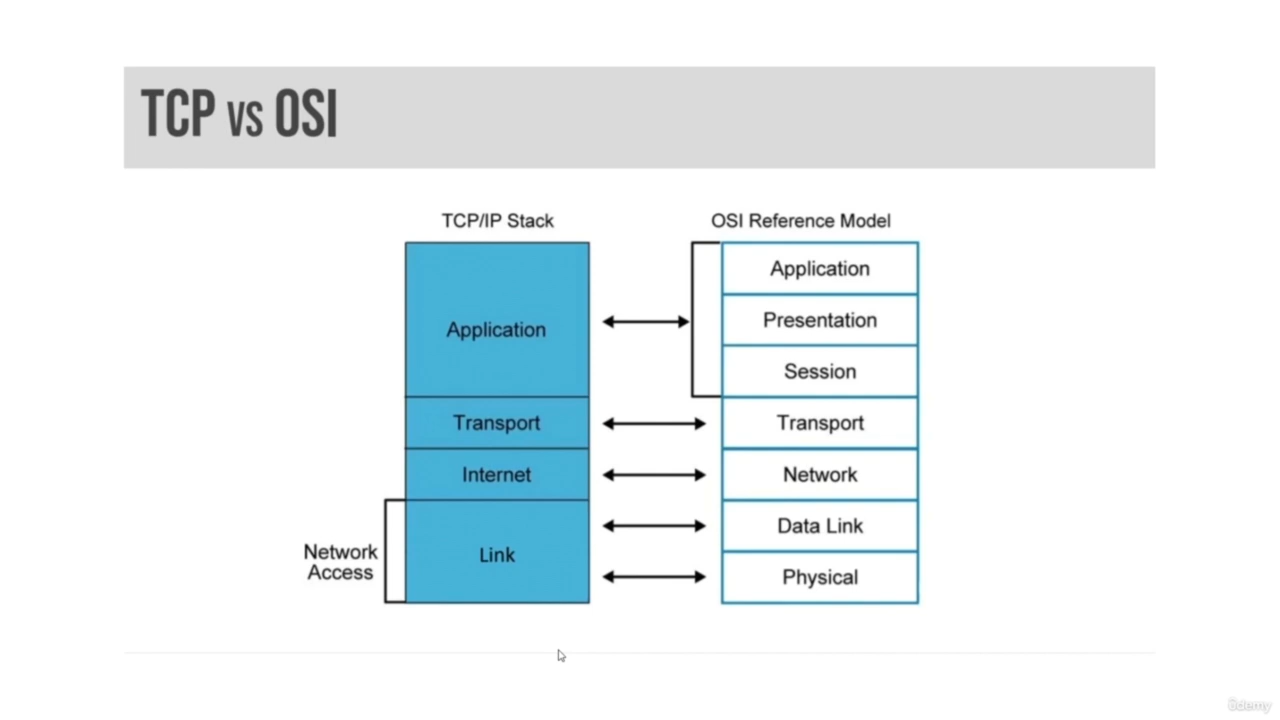 TCP vs OSI
TCP/IP Stack
OSI Reference Model
Application
Transport
Internet
Link
Network
Access
Application
Presentation
Session
Transport
Network
Data Link
Physical
ûdemy